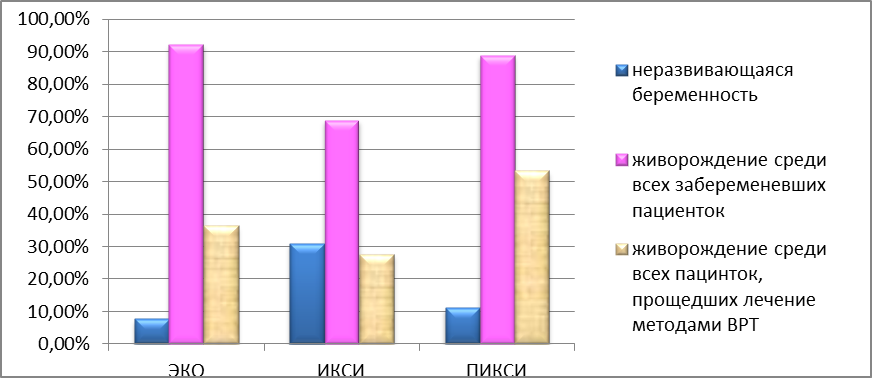 100,00%
90,00%
80,00%
70,00%
60,00%
50,00%
40,00%
30,00%
20,00%
10,00%
0,00%
ЭКО ИКСИ ПИКСИ
неразвивающаяся
беременность
живорождение среди
всех забеременевших
пациенток
живорождение среди
всех пацинток,
прощедших лечение
методами ВРТ